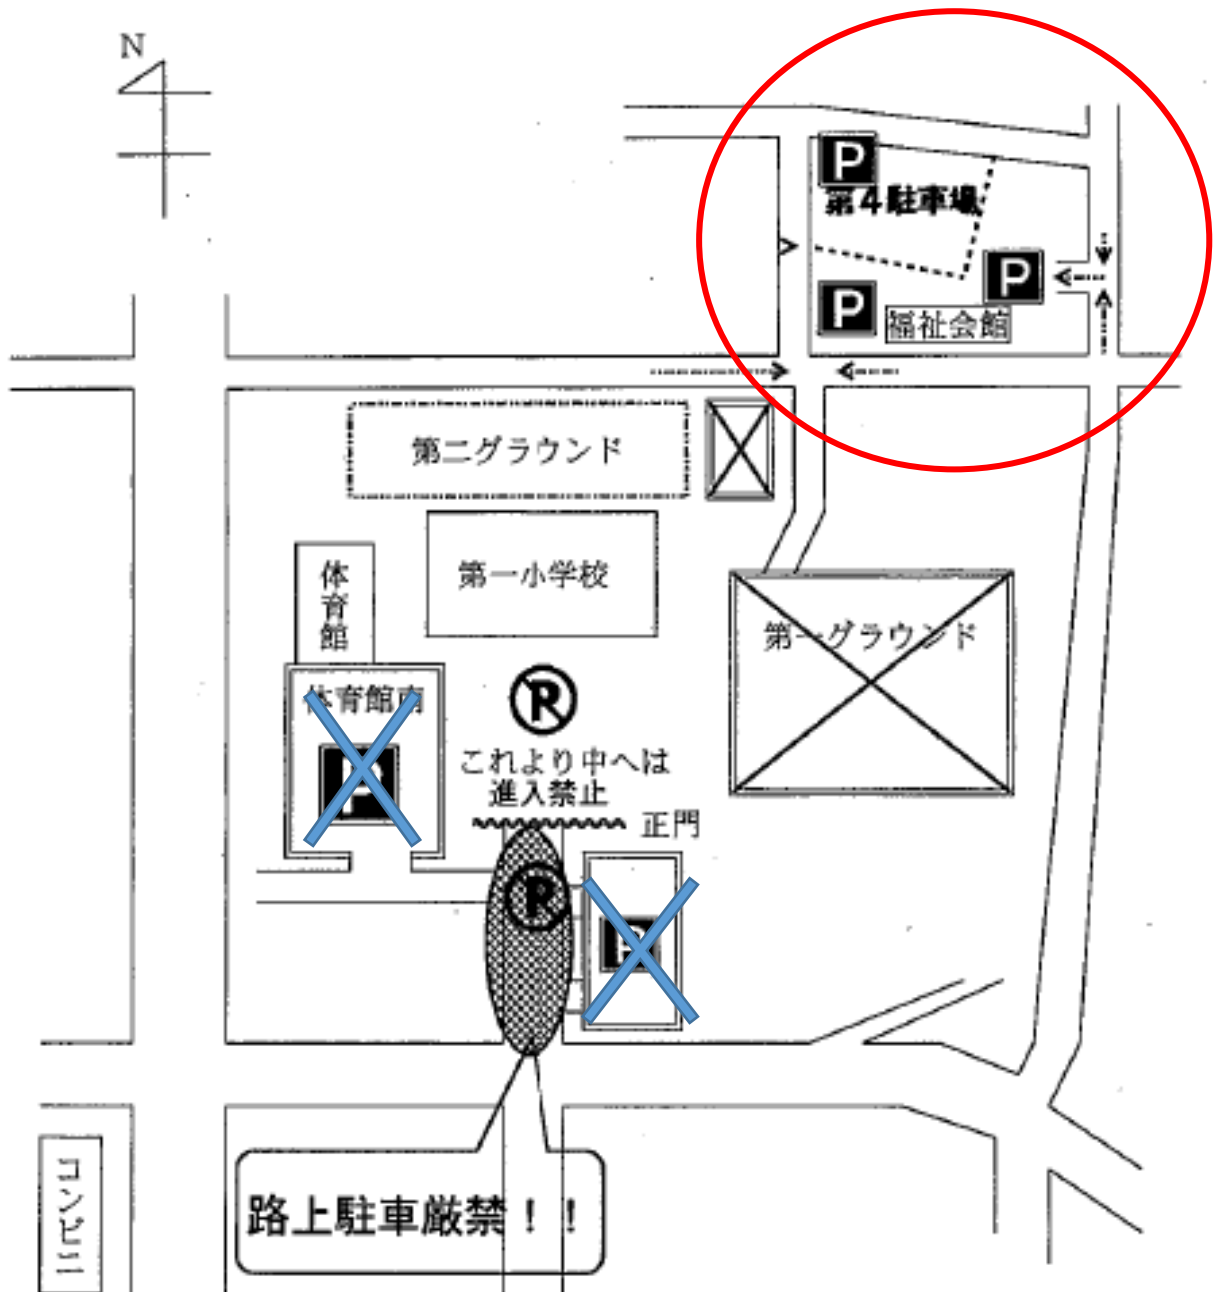 N
P
第4駐車場
P
P
福祉会館
第二グラウンド
第一小学校
体育館
第一グラウンド
体育館南
P
P
これより中へは
進入禁止
正門
P
P
路上駐車厳禁！！
コンビニ